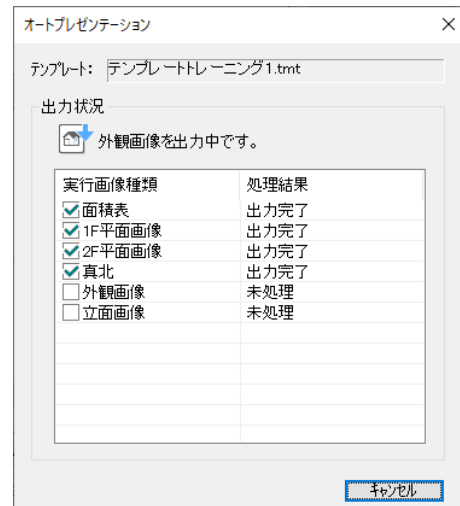 オートプレゼンテーション
テンプレート： テンプレートトレーニング1.tmt
出力状況
外観画像を出力中です。
実行画像種類 処理結果
面積表 出力完了
1F平面画像 出力完了
2F平面画像 出力完了
真北 出力完了
外観画像 未処理
立面画像 未処理
キャンセル